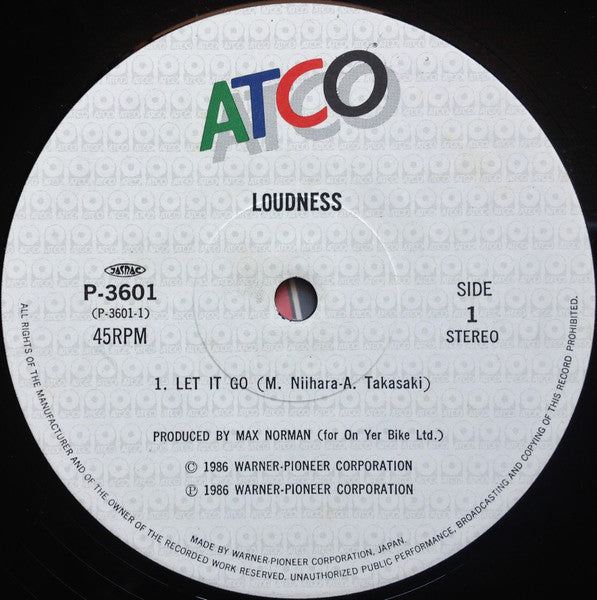 ATCO
LOUDNESS
JASRAC
P-3601
(P-3601-1)
45RPM
SIDE
1
STEREO
1. LET IT GO (M. Niihara-A. Takasaki)
PRODUCED BY MAX NORMAN (for On Yer Bike Ltd.)
© 1986 WARNER-PIONEER CORPORATION
℗ 1986 WARNER-PIONEER CORPORATION
MADE BY WARNER-PIONEER CORPORATION, JAPAN.
ALL RIGHTS OF THE MANUFACTURER AND OF THE OWNER OF THE RECORDED WORK RESERVED. UNAUTHORIZED PUBLIC PERFORMANCE, BROADCASTING AND COPYING OF THIS RECORD PROHIBITED.